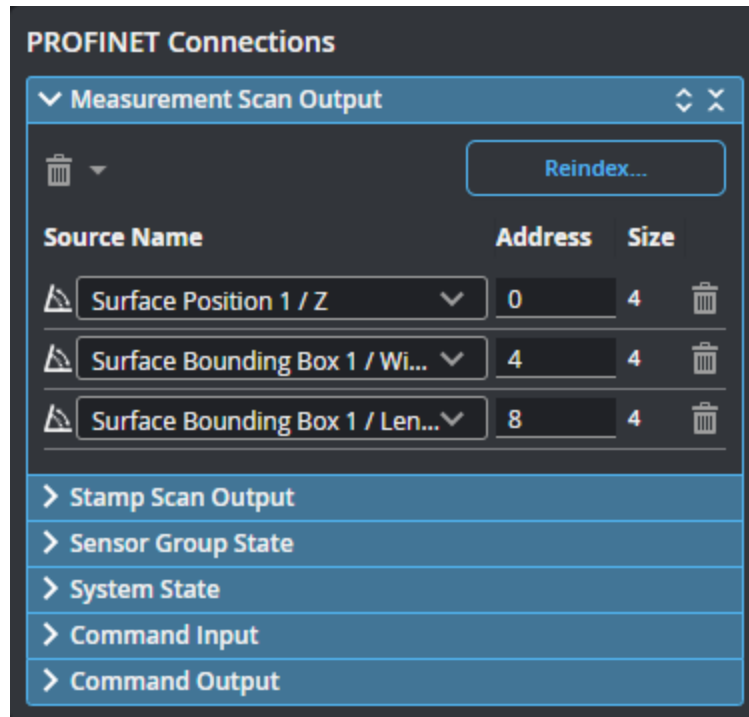 PROFINET Connections
Measurement Scan Output
Reindex...
Source Name Address Size
Surface Position 1 / Z 0 4
Surface Bounding Box 1 / Wi... 4 4
Surface Bounding Box 1 / Len... 8 4
Stamp Scan Output
Sensor Group State
System State
Command Input
Command Output